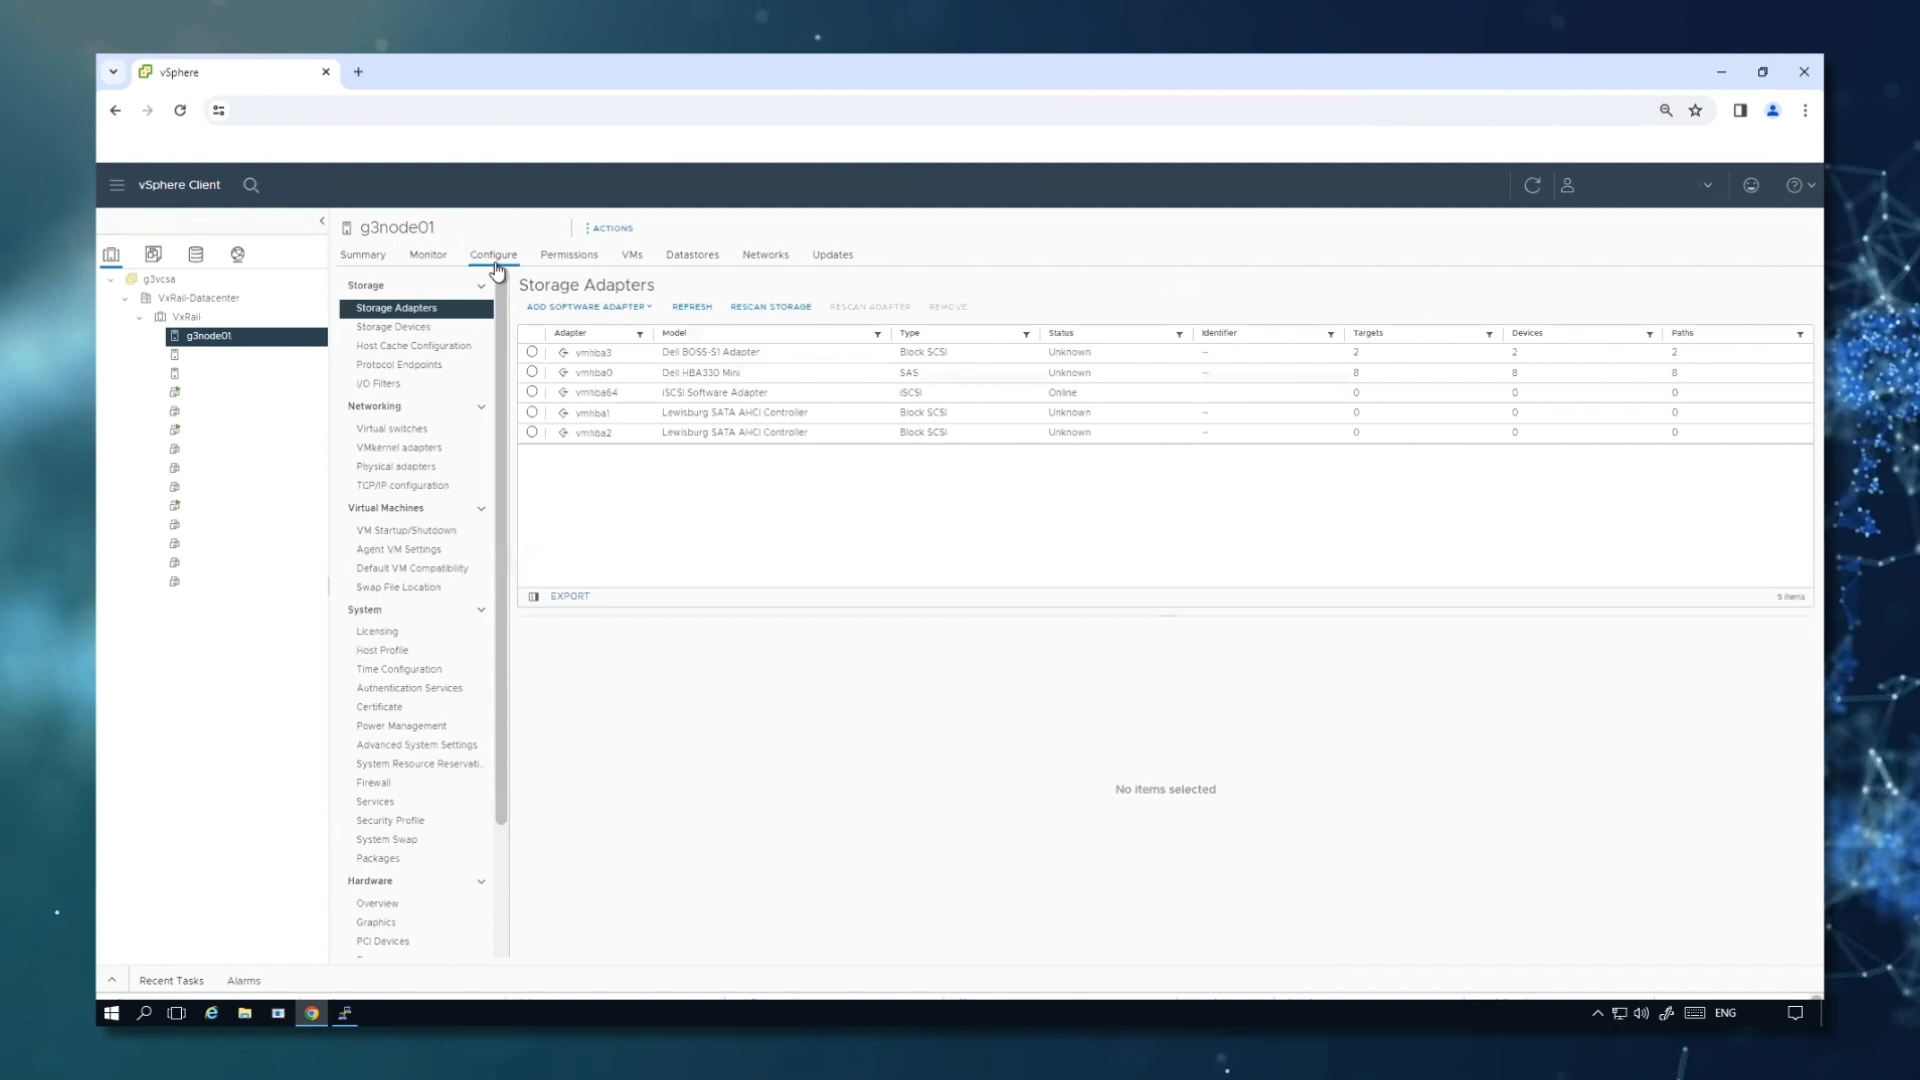 vSphere
vSphere Client
g3node01
ACTIONS
Summary Monitor Configure Permissions VMs Datastores Networks Updates
g3vcsa
VxRail-Datacenter
VxRail
g3node01
Storage
Storage Adapters
Storage Devices
Host Cache Configuration
Protocol Endpoints
I/O Filters
Networking
Virtual switches
VMkernel adapters
Physical adapters
TCP/IP configuration
Virtual Machines
VM Startup/Shutdown
Agent VM Settings
Default VM Compatibility
Swap File Location
System
Licensing
Host Profile
Time Configuration
Authentication Services
Certificate
Power Management
Advanced System Settings
System Resource Reservati...
Firewall
Services
Security Profile
System Swap
Packages
Hardware
Overview
Graphics
PCI Devices
Storage Adapters
ADD SOFTWARE ADAPTER REFRESH RESCAN STORAGE RESCAN ADAPTER REMOVE
Adapter Model Type Status Identifier Targets Devices Paths
vmhba3 Dell BOSS-S1 Adapter Block SCSI Unknown -- 2 2 2
vmhba0 Dell HBA330 Mini SAS Unknown -- 8 8 8
vmhba64 iSCSI Software Adapter iSCSI Online 0 0 0
vmhba1 Lewisburg SATA AHCI Controller Block SCSI Unknown -- 0 0 0
vmhba2 Lewisburg SATA AHCI Controller Block SCSI Unknown -- 0 0 0
EXPORT
5 items
No items selected
Recent Tasks Alarms
ENG